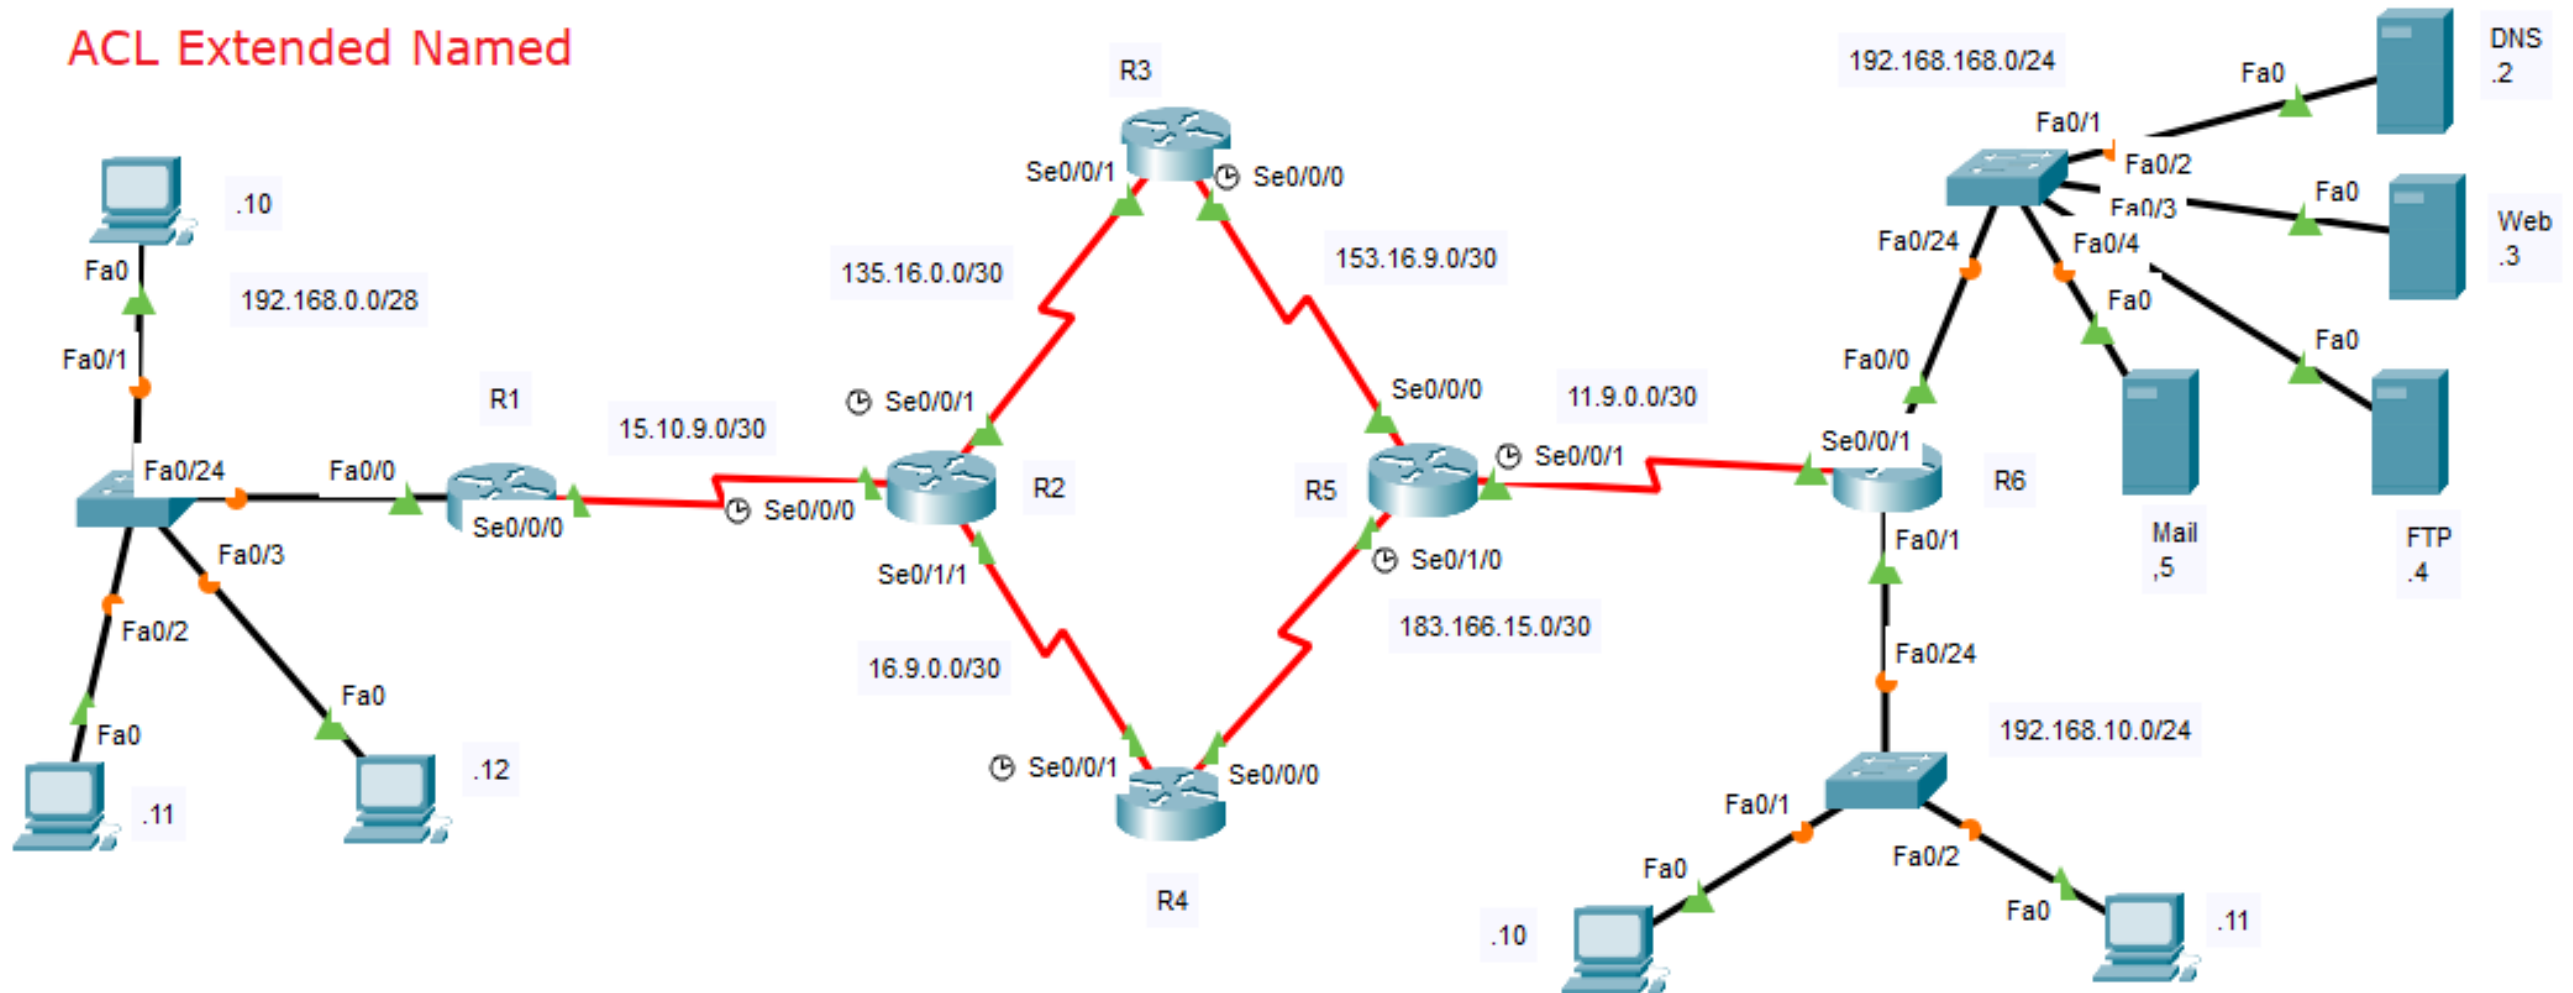 ACL Extended Named
R3
192.168.168.0/24
DNS
.2
Fa0
Fa0/1
Fa0/2
Se0/0/1
Se0/0/0
.10
Fa0
Fa0/3
Fa0
Web
.3
Fa0/24
Fa0/4
Fa0
192.168.0.0/28
135.16.0.0/30
153.16.9.0/30
Fa0
Fa0
Fa0/1
Fa0/0
R1
Se0/0/1
Se0/0/0
11.9.0.0/30
15.10.9.0/30
Se0/0/1
Se0/0/1
Fa0/24
Fa0/0
R2
R5
R6
Se0/0/0
Se0/0/0
Fa0/1
Mail
,5
FTP
.4
Fa0/3
Se0/1/1
Se0/1/0
Fa0/2
183.166.15.0/30
16.9.0.0/30
Fa0/24
Fa0
192.168.10.0/24
Fa0
.12
Se0/0/1
Se0/0/0
.11
Fa0/1
Fa0/2
R4
Fa0
Fa0
.10
.11